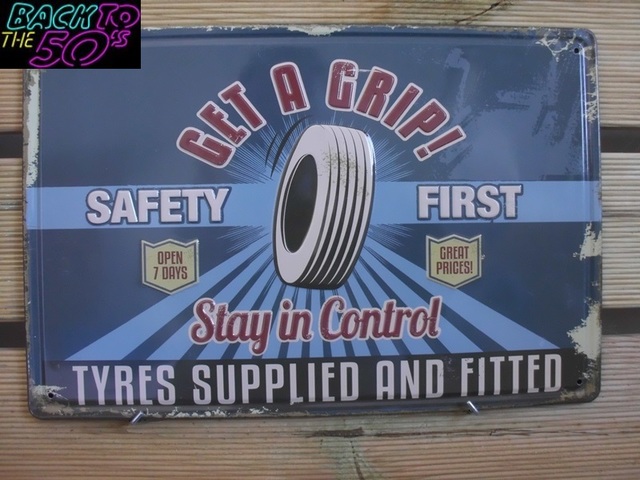 BACK TO
THE 50's
GET A GRIP!
SAFETY FIRST
OPEN
7 DAYS
GREAT
PRICES!
Stay in Control
TYRES SUPPLIED AND FITTED